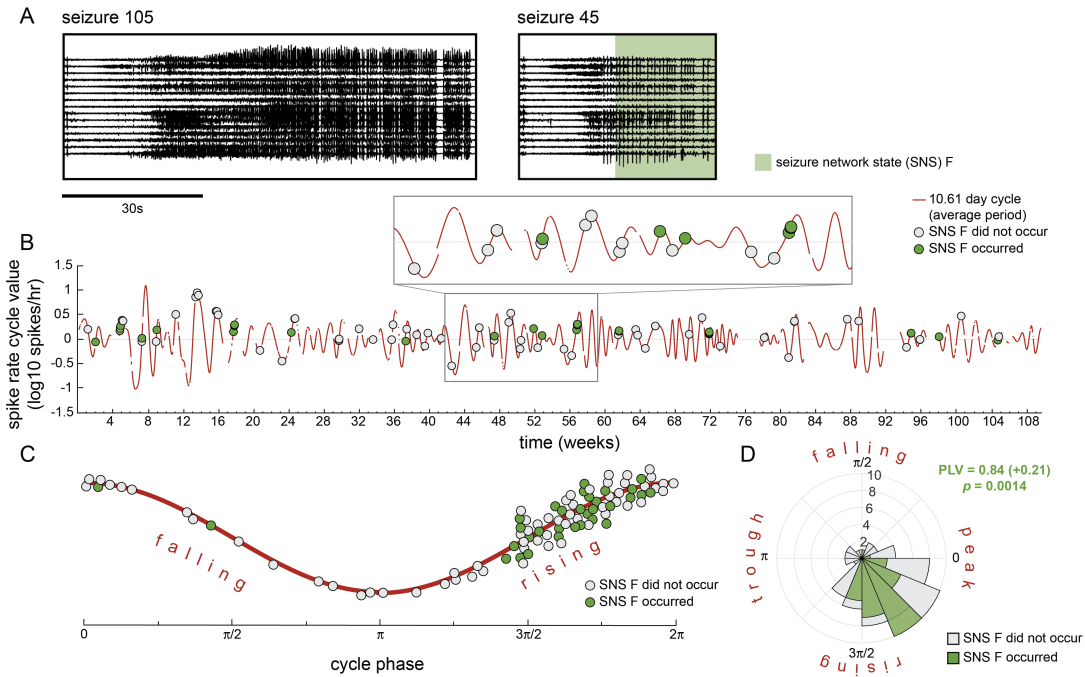 A
seizure 105
seizure 45
seizure network state (SNS) F
30s
10.61 day cycle
(average period)
SNS F did not occur
SNS F occurred
B
spike rate cycle value
(log10 spikes/hr)
1.5
1
0.5
0
-0.5
-1
-1.5
4 8 12 16 20 24 28 32 36 40 44 48 52 56 60 64 68 72 76 80 84 88 92 96 100 104 108
time (weeks)
C
falling
rising
SNS F did not occur
SNS F occurred
0 π/2 π 3π/2 2π
cycle phase
D
falling
π/2
PLV = 0.84 (+0.21)
p = 0.0014
10
8
6
4
2
trough
π
0
peak
3π/2
rising
SNS F did not occur
SNS F occurred